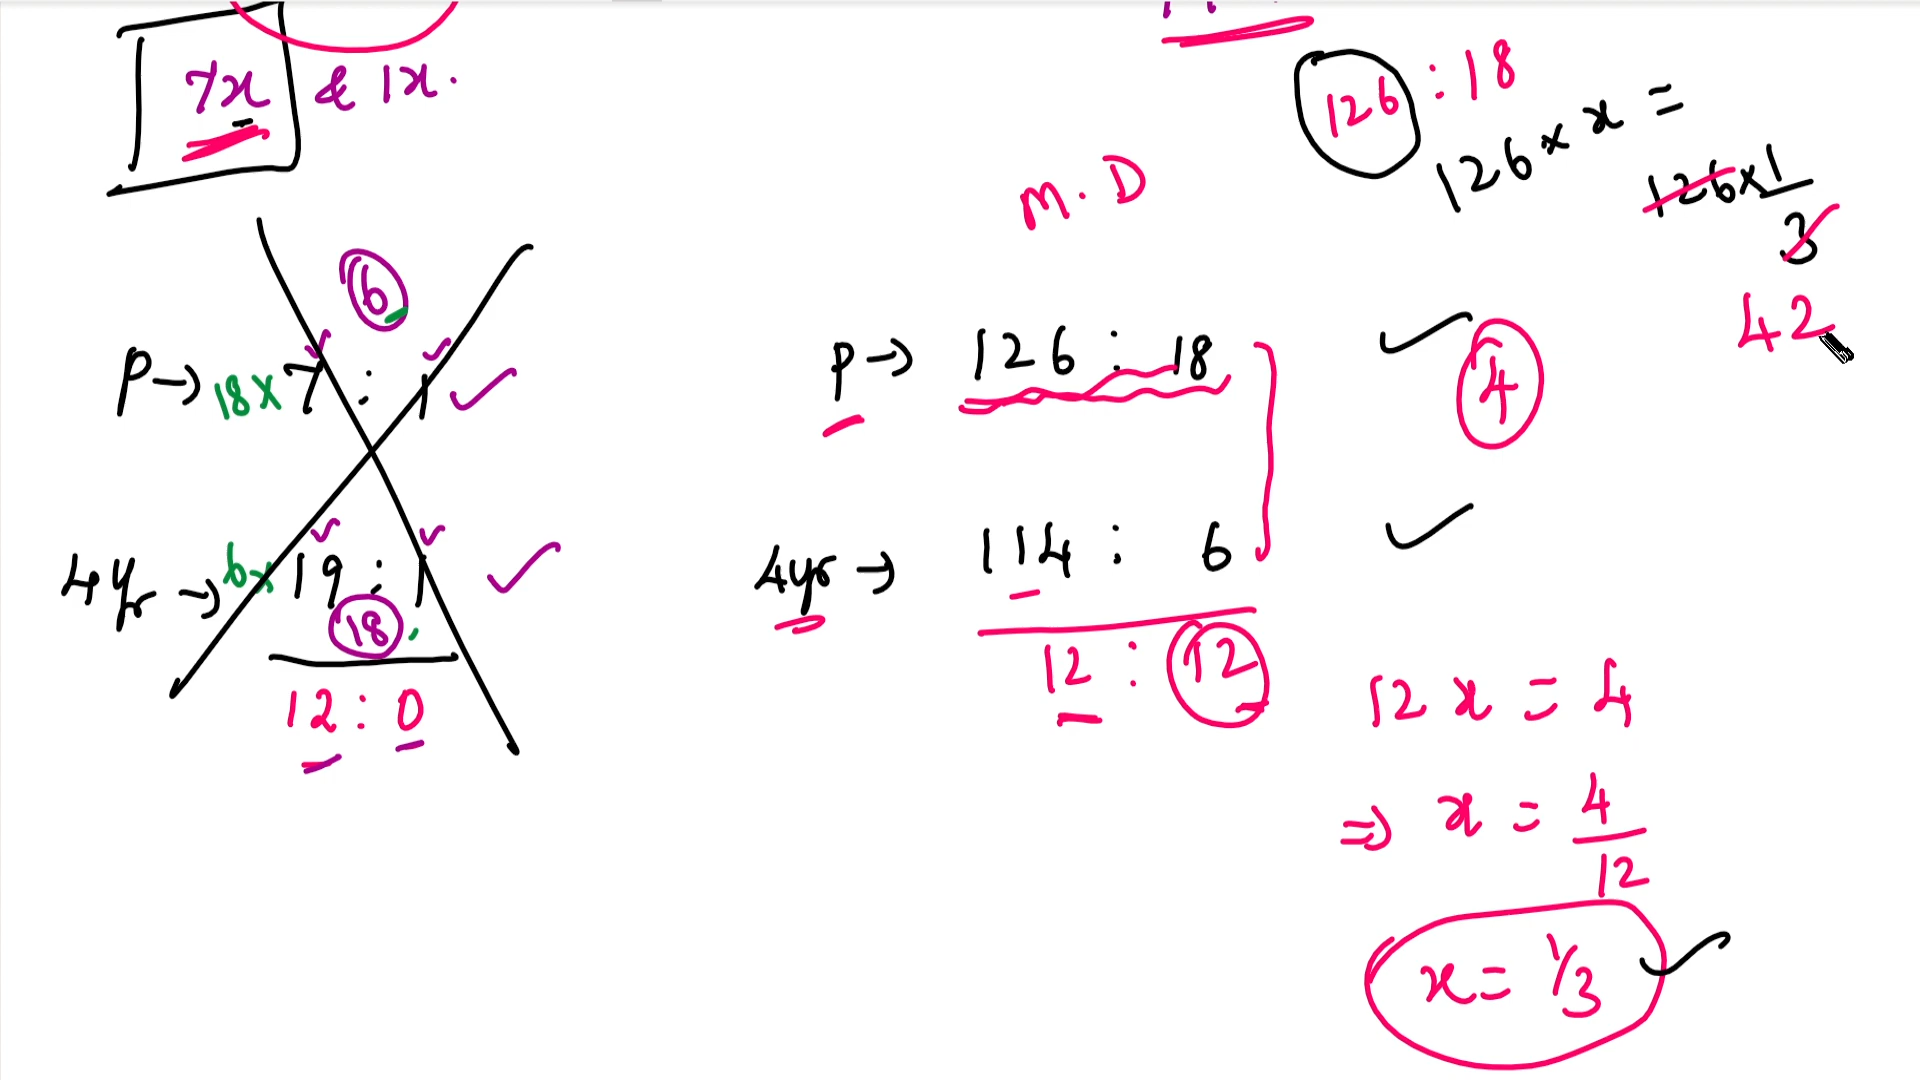 7x & 1x.
126 : 18
126 × x =
126 × 1
3
42
M.D
6
P → 18 × 7 : 1
4yr → 6 × 19 : 1
18
12 : 0
P → 126 : 18
4
4yr → 114 : 6
12 : 12
12 x = 4
⇒ x = 4
12
x = 1/3